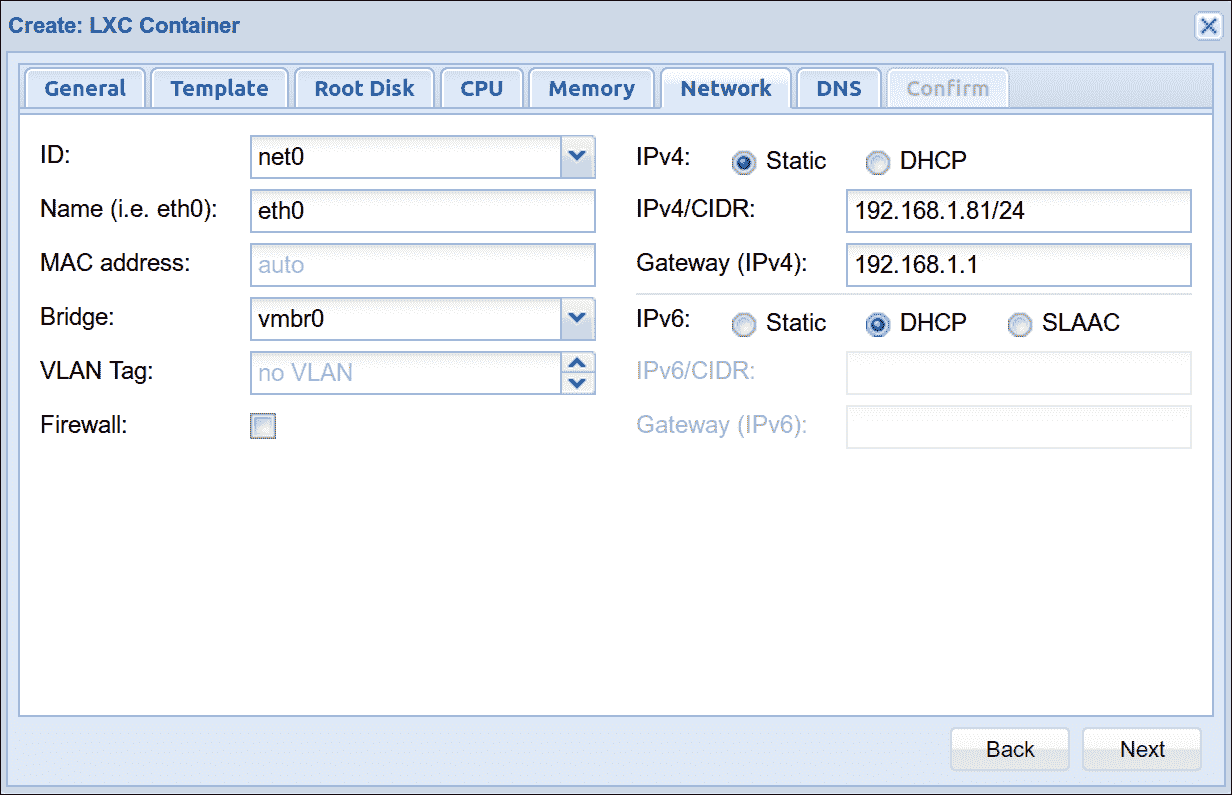 Create: LXC Container
General Template Root Disk CPU Memory Network DNS Confirm
ID: net0
Name (i.e. eth0): eth0
MAC address: auto
Bridge: vmbr0
VLAN Tag: no VLAN
Firewall:
IPv4: Static DHCP
IPv4/CIDR: 192.168.1.81/24
Gateway (IPv4): 192.168.1.1
IPv6: Static DHCP SLAAC
IPv6/CIDR:
Gateway (IPv6):
Back Next